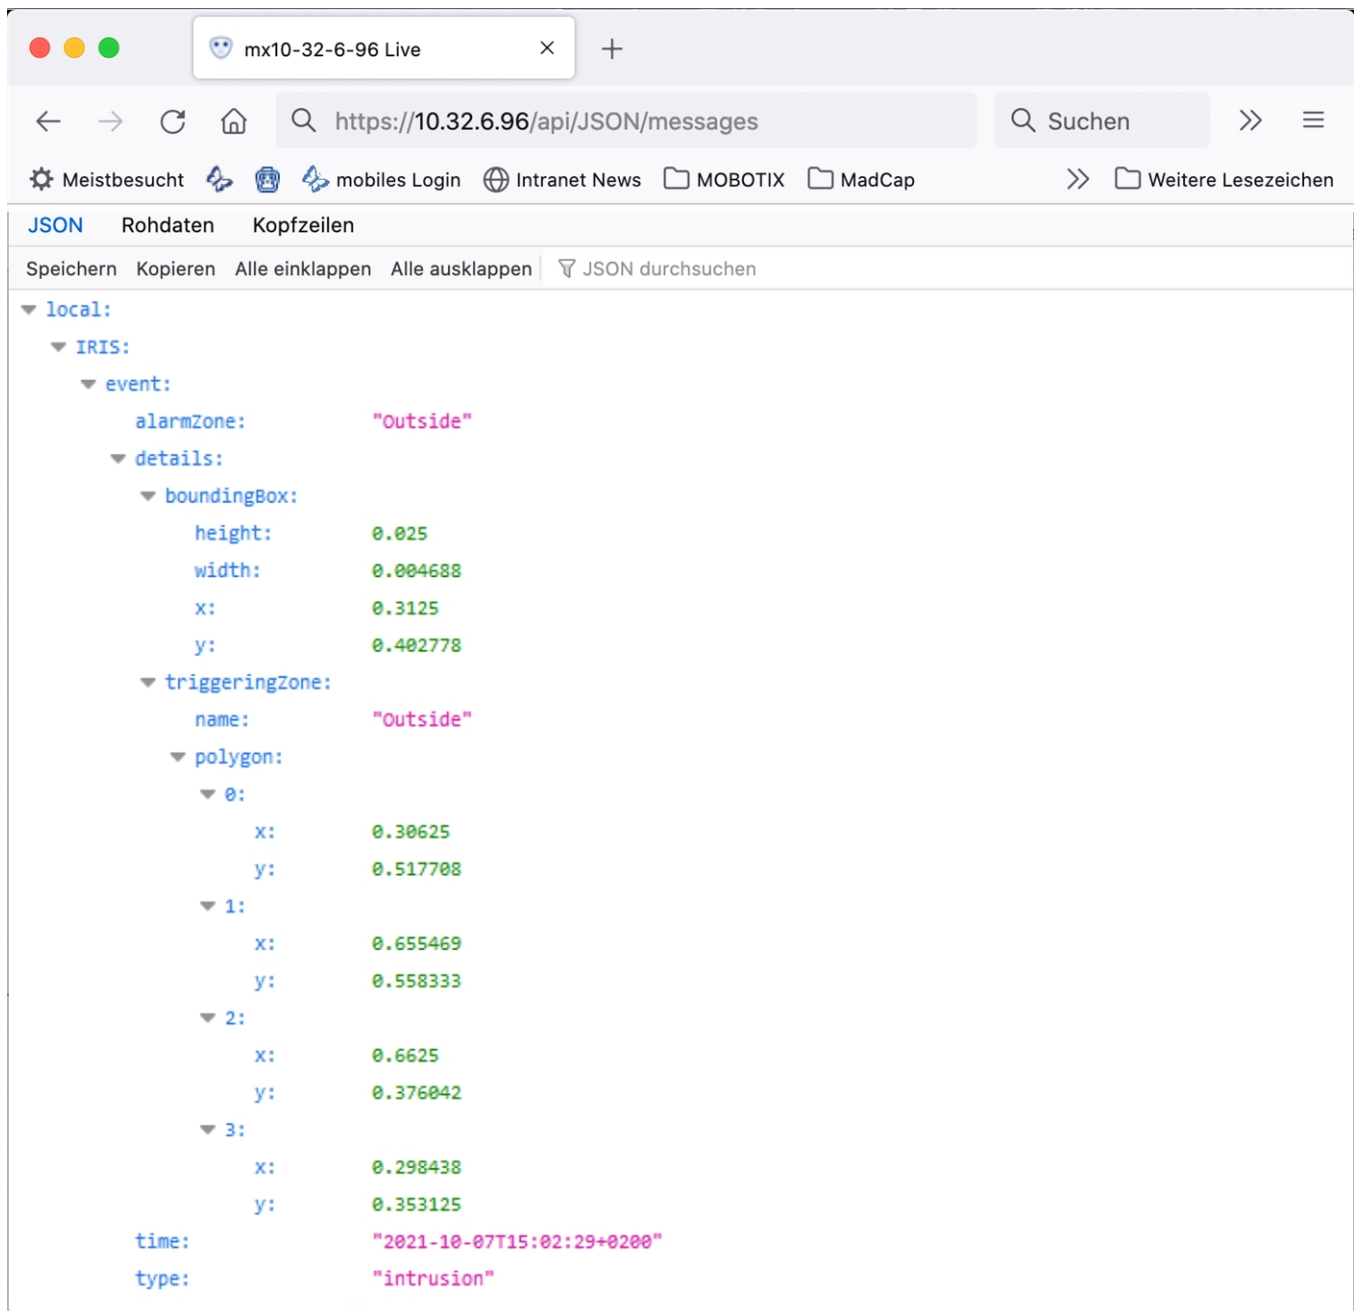 mx10-32-6-96 Live
https://10.32.6.96/api/JSON/messages Suchen
Meistbesucht mobiles Login Intranet News MOBOTIX MadCap Weitere Lesezeichen
JSON Rohdaten Kopfzeilen
Speichern Kopieren Alle einklappen Alle ausklappen JSON durchsuchen
local:
IRIS:
event:
alarmZone: "Outside"
details:
boundingBox:
height: 0.025
width: 0.004688
x: 0.3125
y: 0.402778
triggeringZone:
name: "Outside"
polygon:
0:
x: 0.30625
y: 0.517708
1:
x: 0.655469
y: 0.558333
2:
x: 0.6625
y: 0.376042
3:
x: 0.298438
y: 0.353125
time: "2021-10-07T15:02:29+0200"
type: "intrusion"